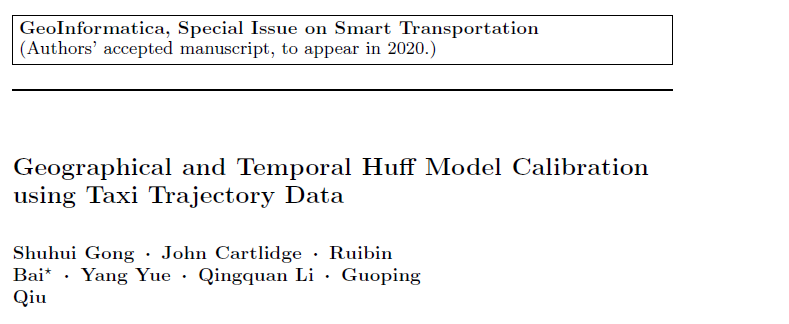 GeoInformatica, Special Issue on Smart Transportation
(Authors' accepted manuscript, to appear in 2020.)
Geographical and Temporal Huff Model Calibration
using Taxi Trajectory Data
Shuhui Gong · John Cartlidge · Ruibin
Bai⋆ · Yang Yue · Qingquan Li · Guoping
Qiu